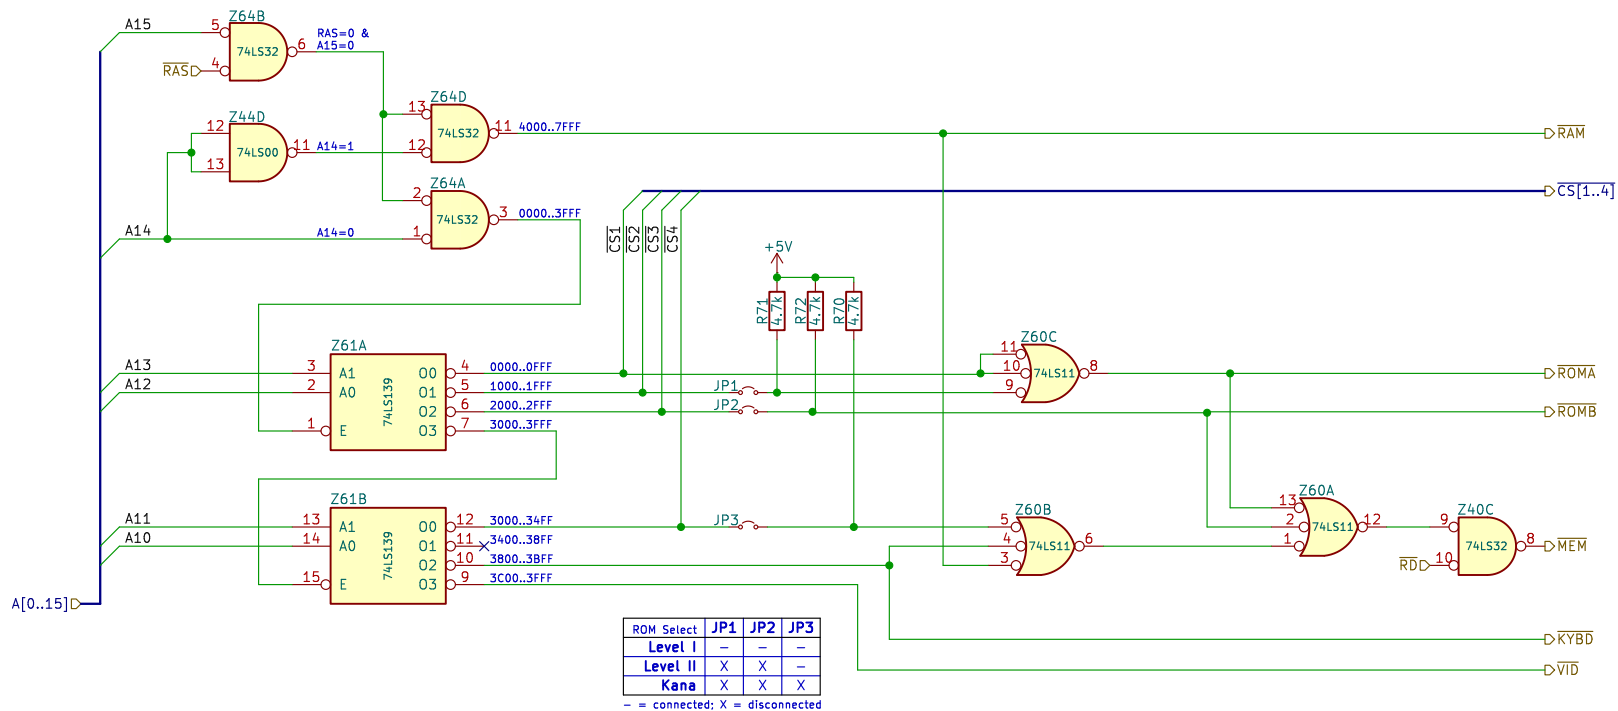 Z64B
A15
5
RAS=0 &
A15=0
74LS32
6
RAS
4
Z64D
13
Z44D
12
74LS32
11
4000..7FFF
RAM
74LS00
11
A14=1
12
13
Z64A
2
CS[1..4]
74LS32
3
0000..3FFF
A14
A14=0
1
CS1
CS2
CS3
CS4
+5V
R71
4.7k
R72
4.7k
R70
4.7k
Z61A
Z60C
11
A13
3
A1
O0
4
0000..0FFF
10
74LS11
8
ROMA
A12
2
A0
O1
5
1000..1FFF
JP1
9
74LS139
O2
6
2000..2FFF
JP2
ROMB
1
E
O3
7
3000..3FFF
Z61B
Z60A
13
Z60B
Z40C
A11
13
A1
O0
12
3000..34FF
JP3
5
2
74LS11
12
9
A10
14
A0
O1
11
3400..38FF
4
74LS11
6
1
74LS32
8
MEM
74LS139
O2
10
3800..3BFF
3
RD
10
15
E
O3
9
3C00..3FFF
A[0..15]
ROM Select JP1 JP2 JP3
Level I - - -
KYBD
Level II X X -
VID
Kana X X X
- = connected; X = disconnected